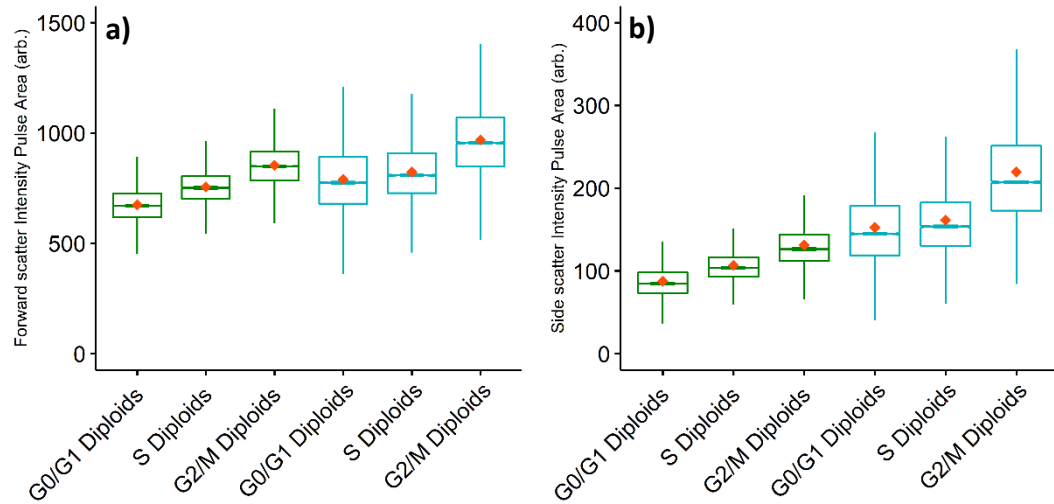 a)
Forward scatter Intensity Pulse Area (arb.)
1500
1000
500
0
G0/G1 Diploids
S Diploids
G2/M Diploids
G0/G1 Diploids
S Diploids
G2/M Diploids
b)
Side scatter Intensity Pulse Area (arb.)
400
300
200
100
0
G0/G1 Diploids
S Diploids
G2/M Diploids
G0/G1 Diploids
S Diploids
G2/M Diploids